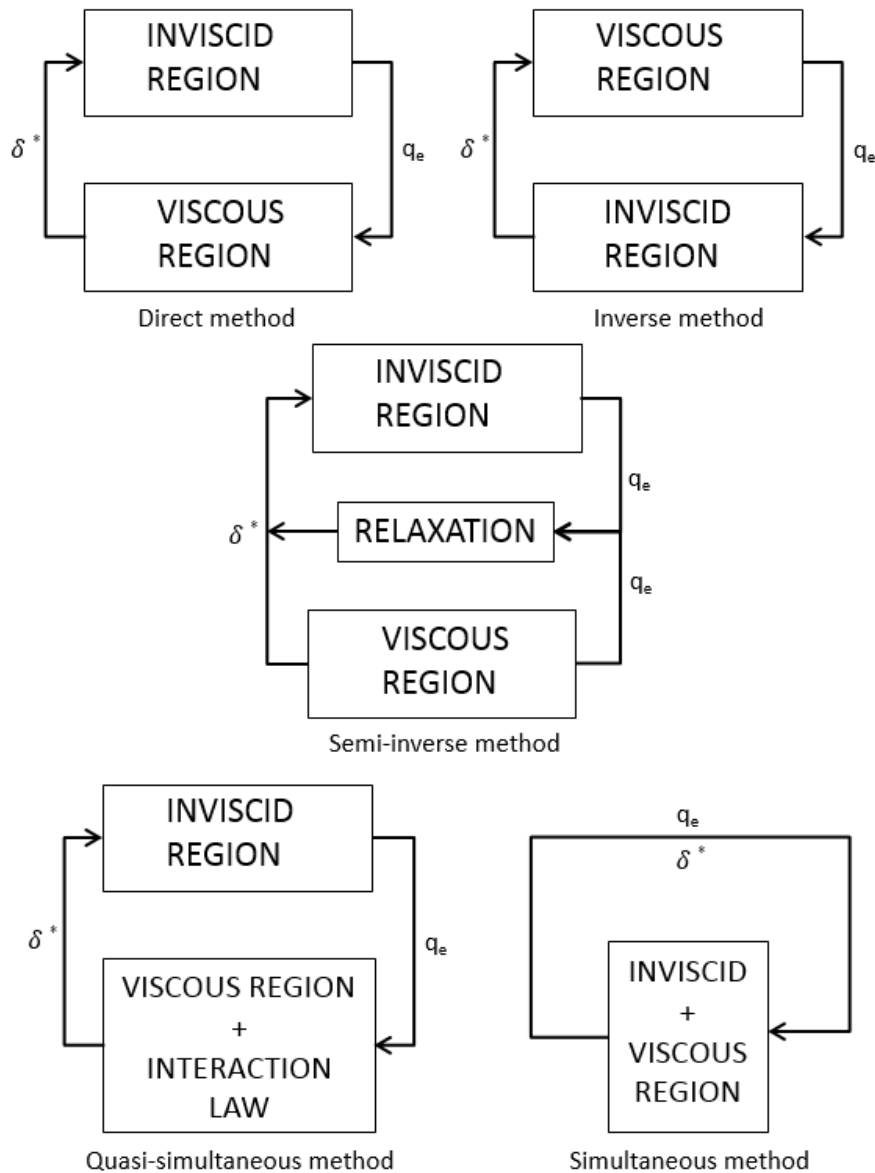 INVISCID
REGION
δ *
qₑ
VISCOUS
REGION
Direct method
VISCOUS
REGION
δ *
qₑ
INVISCID
REGION
Inverse method
INVISCID
REGION
qₑ
δ *
RELAXATION
qₑ
VISCOUS
REGION
Semi-inverse method
INVISCID
REGION
δ *
qₑ
VISCOUS REGION
+
INTERACTION
LAW
Quasi-simultaneous method
qₑ
δ *
INVISCID
+
VISCOUS
REGION
Simultaneous method